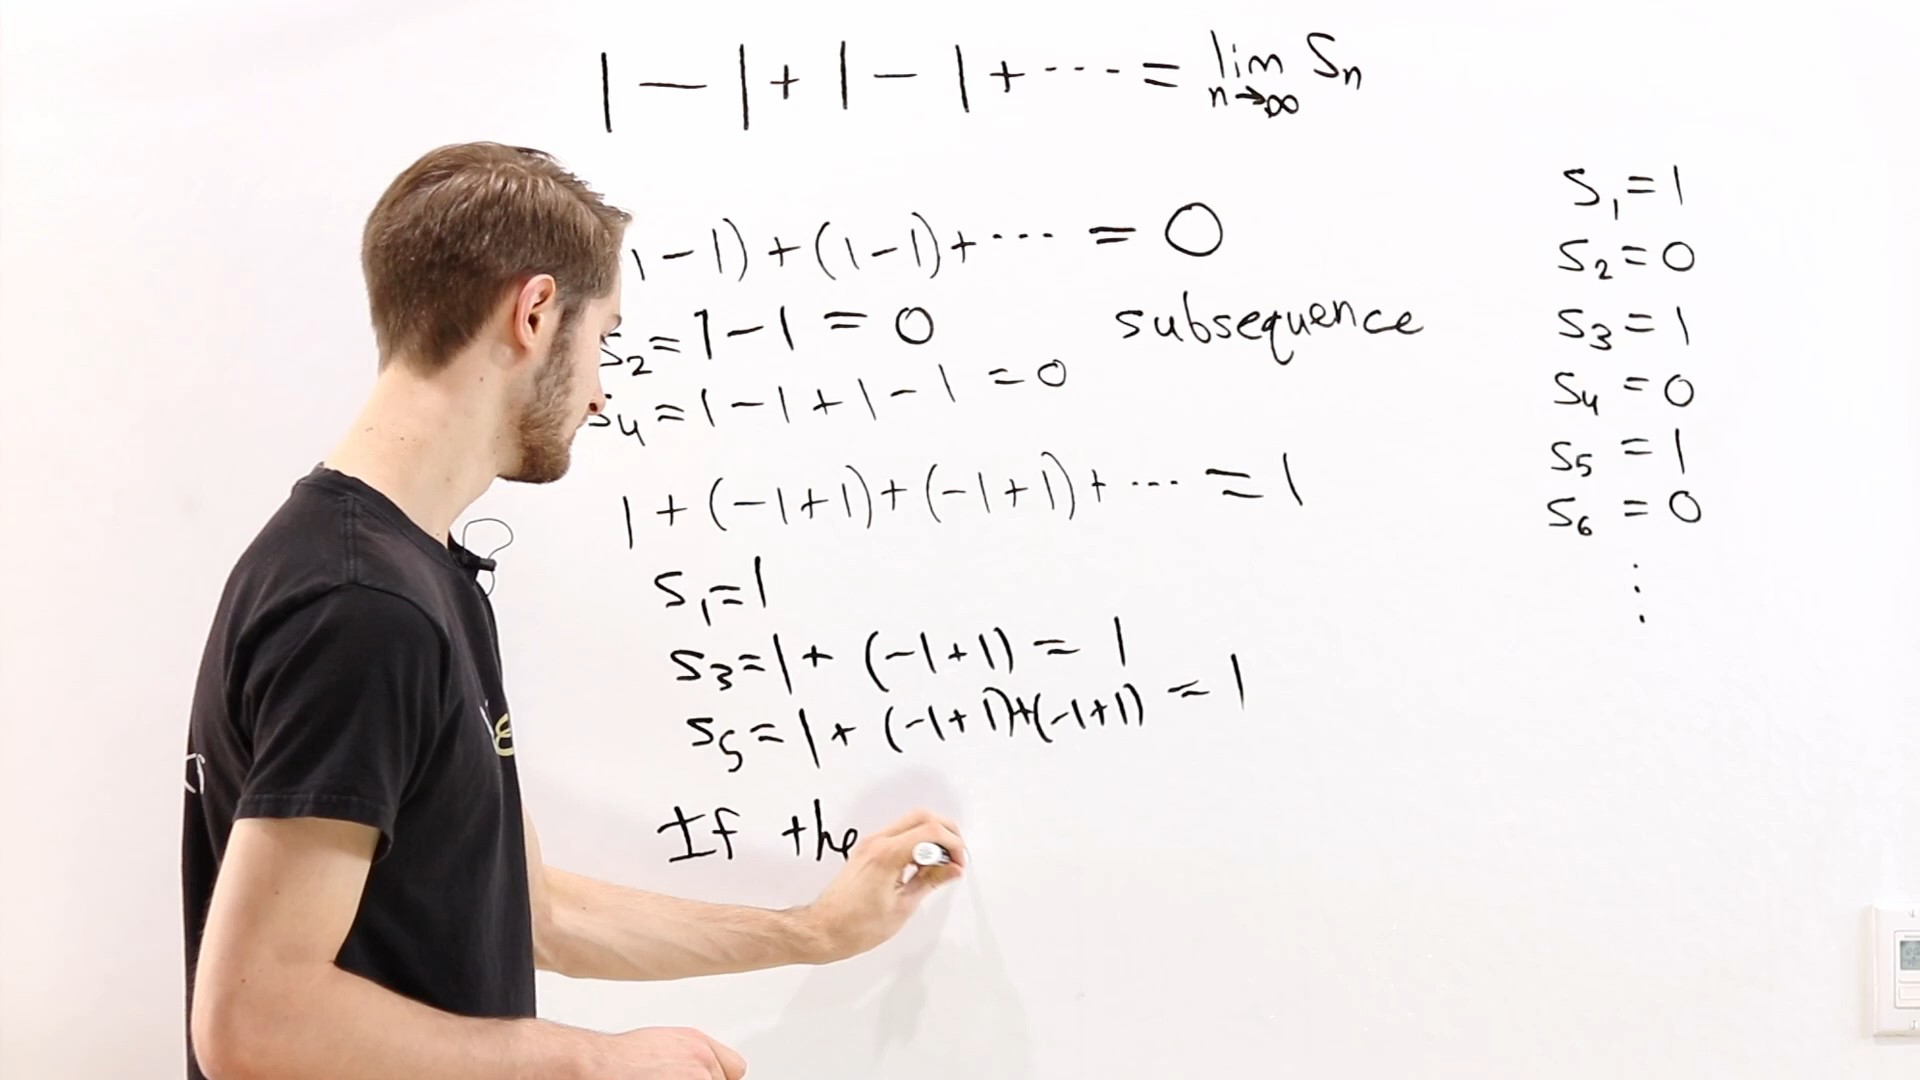 1 - 1 + 1 - 1 + ··· = lim Sn
n→∞
1 - 1) + (1 - 1) + ··· = 0
S2 = 1 - 1 = 0
subsequence
S4 = 1 - 1 + 1 - 1 = 0
1 + (-1 + 1) + (-1 + 1) + ··· = 1
S1 = 1
S3 = 1 + (-1 + 1) = 1
S5 = 1 + (-1 + 1) + (-1 + 1) = 1
If the
S1 = 1
S2 = 0
S3 = 1
S4 = 0
S5 = 1
S6 = 0
⋮